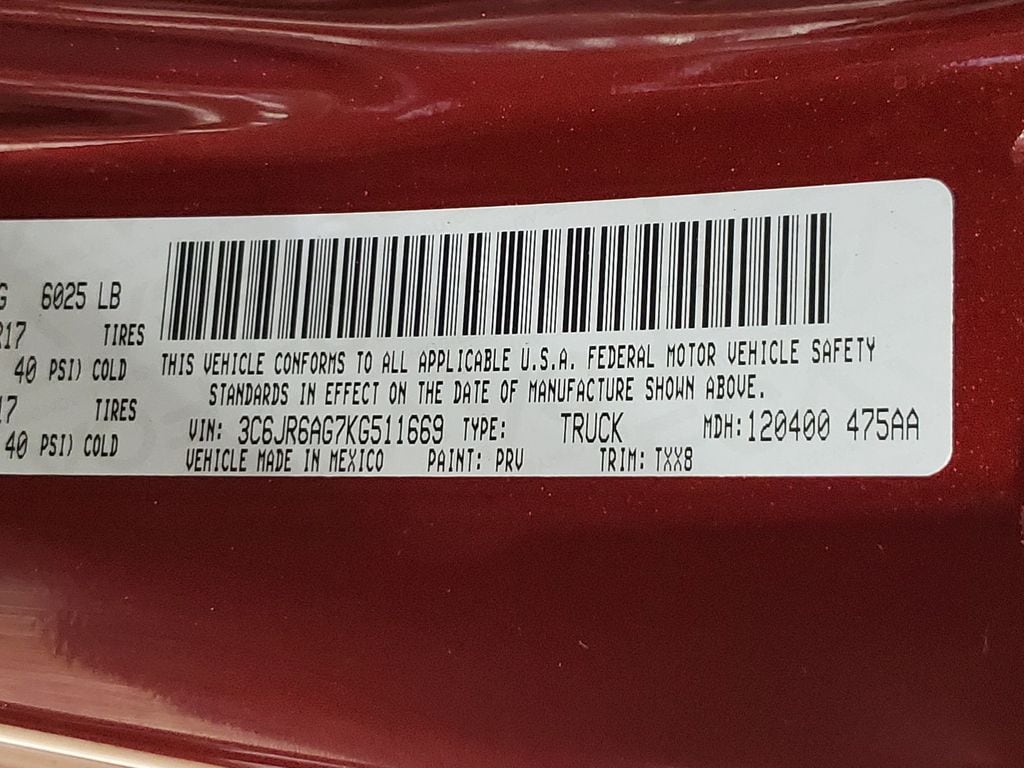 G 6025 LB
R17 TIRES
40 PSI) COLD
THIS VEHICLE CONFORMS TO ALL APPLICABLE U.S.A. FEDERAL MOTOR VEHICLE SAFETY
STANDARDS IN EFFECT ON THE DATE OF MANUFACTURE SHOWN ABOVE.
17 TIRES
40 PSI) COLD
VIN: 3C6JR6AG7KG511669 TYPE: TRUCK MDH:120400 475AA
VEHICLE MADE IN MEXICO PAINT: PRV TRIM: TXX8